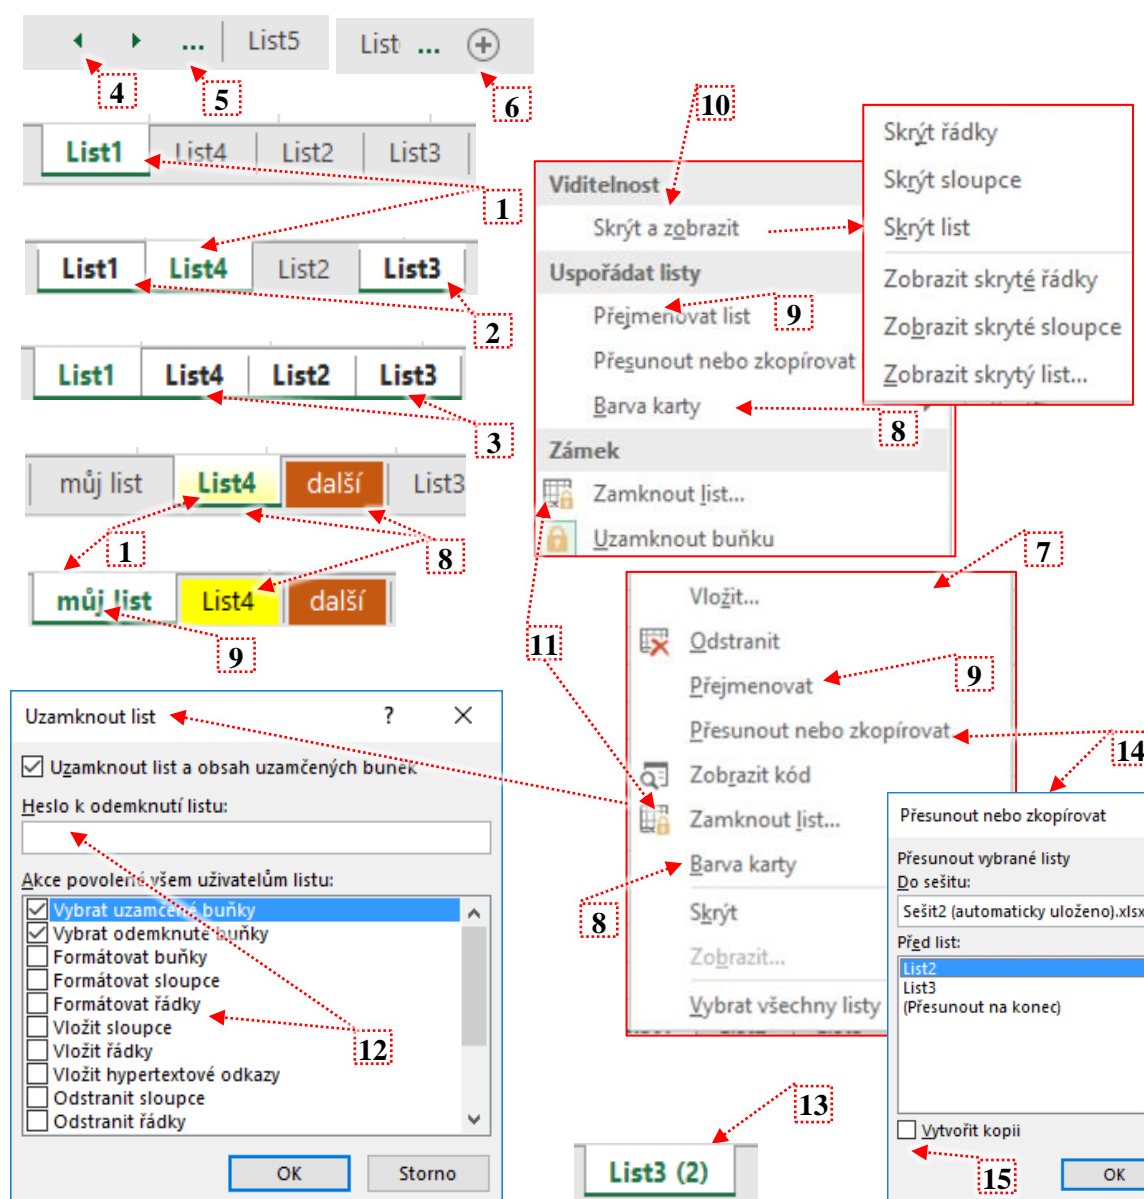 ... List5
List ...
4
5
6
10
List1 List4 List2 List3
1
List1 List4 List2 List3
2
List1 List4 List2 List3
3
můj list List4 další List3
1
8
můj list List4 další
9
Viditelnost
Skrýt a zobrazit
Uspořádat listy
Přejmenovat list
9
Přesunout nebo zkopírovat
Barva karty
8
Zámek
Zamknout list...
Uzamknout buňku
Skrýt řádky
Skrýt sloupce
Skrýt list
Zobrazit skryté řádky
Zobrazit skryté sloupce
Zobrazit skrytý list...
7
11
Vložit...
Odstranit
Přejmenovat
9
Přesunout nebo zkopírovat
14
Zobrazit kód
Zamknout list...
Barva karty
8
Skrýt
Zobrazit...
Vybrat všechny listy
Uzamknout list ? ×
Uzamknout list a obsah uzamčených buněk
Heslo k odemknutí listu:
Akce povolené všem uživatelům listu:
Vybrat uzamčené buňky
Vybrat odemknuté buňky
Formátovat buňky
Formátovat sloupce
Formátovat řádky
Vložit sloupce
Vložit řádky
Vložit hypertextové odkazy
Odstranit sloupce
Odstranit řádky
12
OK Storno
13
List3 (2)
Přesunout nebo zkopírovat
Přesunout vybrané listy
Do sešitu:
Sešit2 (automaticky uloženo).xlsx
Před list:
List2
List3
(Přesunout na konec)
Vytvořit kopii
15
OK